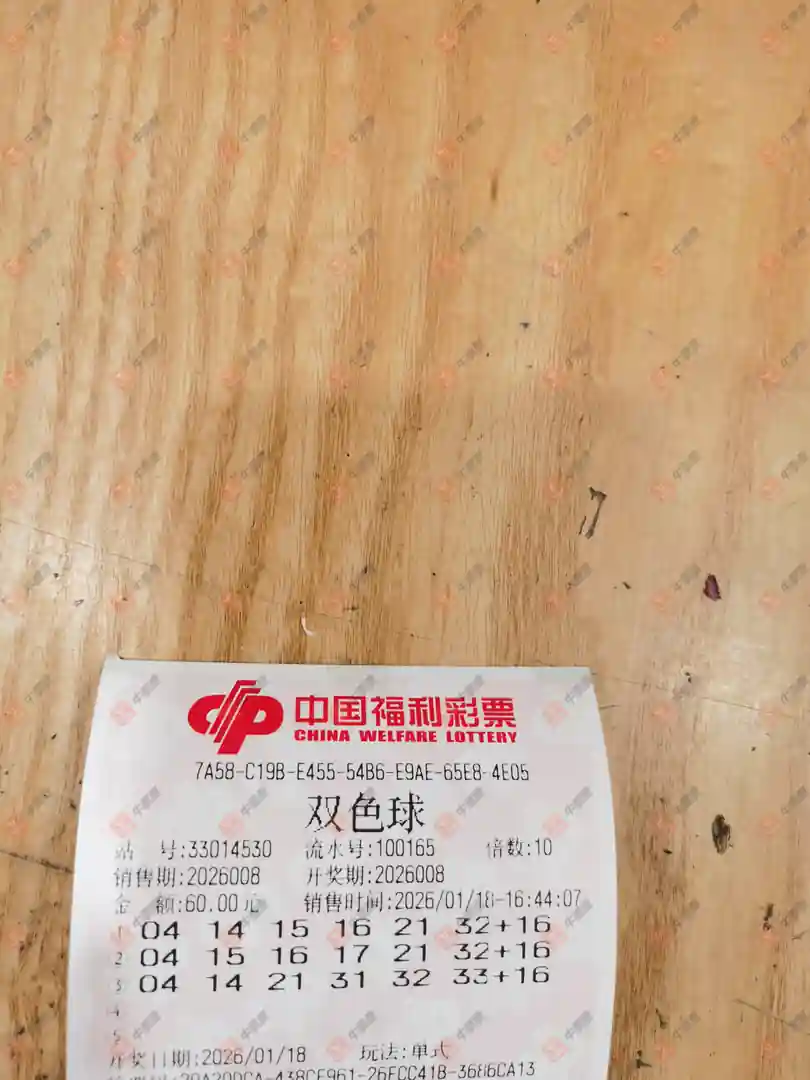 中国福利彩票
CHINA WELFARE LOTTERY
7A58-C19B-E455-54B6-E9AE-65E8-4E05
双色球
站 号:33014530 流水号:100165 倍数:10
销售期:2026008 开奖期:2026008
金 额:60.00元 销售时间:2026/01/18-16:44:07
1 04 14 15 16 21 32+16
2 04 15 16 17 21 32+16
3 04 14 21 31 32 33+16
4
5
开奖日期:2026/01/18 玩法:单式